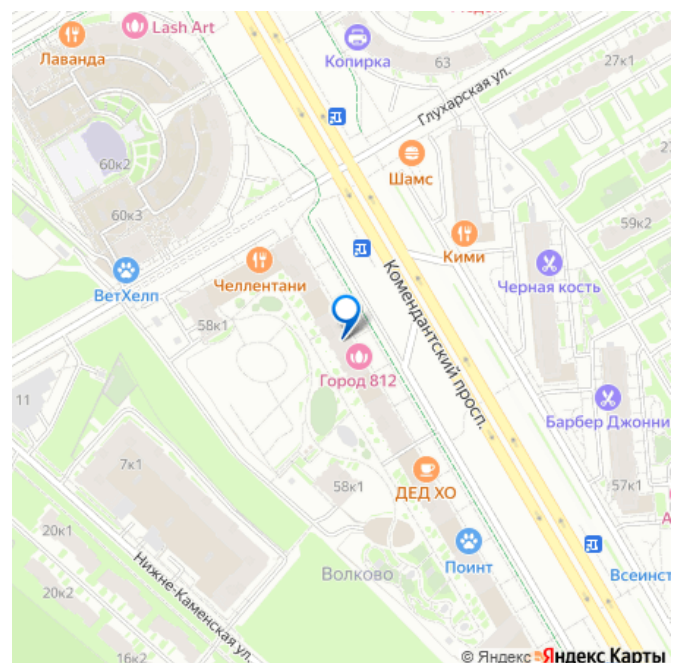 Lash Art
Лаванда
Копирка
63
27к1
Глухарская ул.
60к2
Шамс
60к3
59к2
Кими
ВетХелп
Челлентани
Черная кость
58к1
Комендантский просп.
Город 812
11
Барбер Джонни
7к1
58к1
ДЕД ХО
57к1
20к1
Поинт
Волково
Всеинст
20к2
Нижне-Каменская ул.
16к2
© Яндекс Яндекс Карты